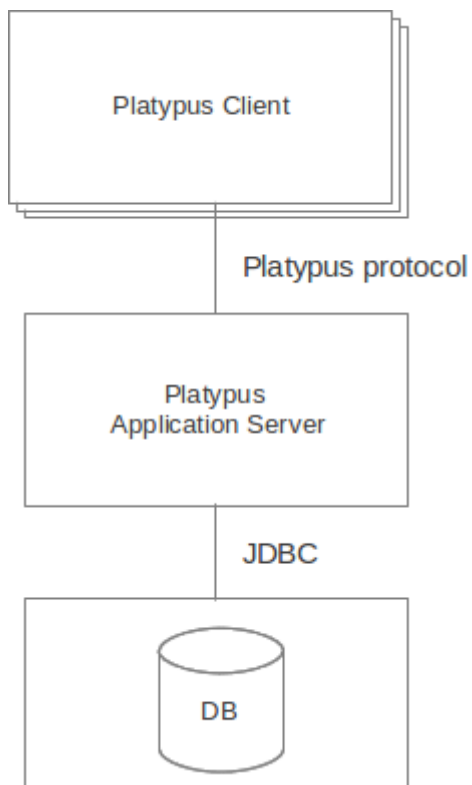 Platypus Client
Platypus protocol
Platypus
Application Server
JDBC
DB